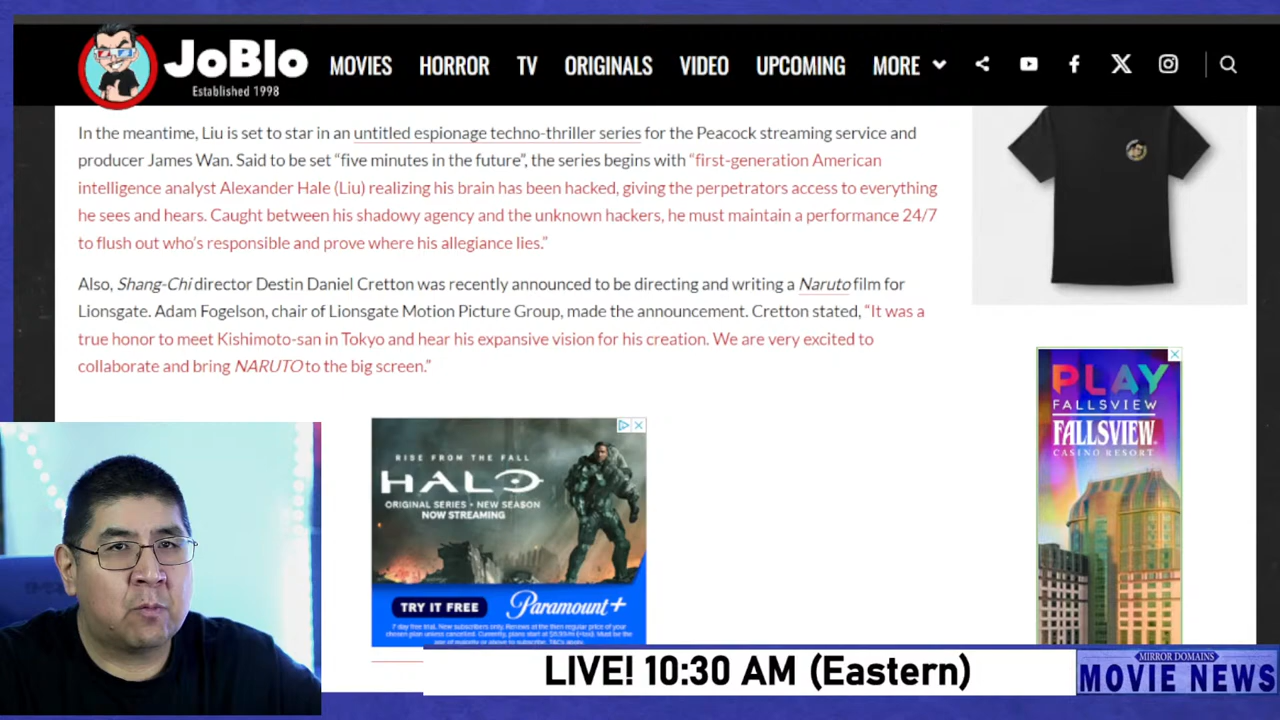 JoBlo
Established 1998
MOVIES HORROR TV ORIGINALS VIDEO UPCOMING MORE
In the meantime, Liu is set to star in an untitled espionage techno-thriller series for the Peacock streaming service and
producer James Wan. Said to be set “five minutes in the future”, the series begins with “first-generation American
intelligence analyst Alexander Hale (Liu) realizing his brain has been hacked, giving the perpetrators access to everything
he sees and hears. Caught between his shadowy agency and the unknown hackers, he must maintain a performance 24/7
to flush out who’s responsible and prove where his allegiance lies.”
Also, Shang-Chi director Destin Daniel Cretton was recently announced to be directing and writing a Naruto film for
Lionsgate. Adam Fogelson, chair of Lionsgate Motion Picture Group, made the announcement. Cretton stated, “It was a
true honor to meet Kishimoto-san in Tokyo and hear his expansive vision for his creation. We are very excited to
collaborate and bring NARUTO to the big screen.”
RISE FROM THE FALL
HALO
ORIGINAL SERIES • NEW SEASON
NOW STREAMING
TRY IT FREE
Paramount+
PLAY
FALLSVIEW
FALLSVIEW
CASINO RESORT
LIVE! 10:30 AM (Eastern)
MIRROR DOMAINS
MOVIE NEWS